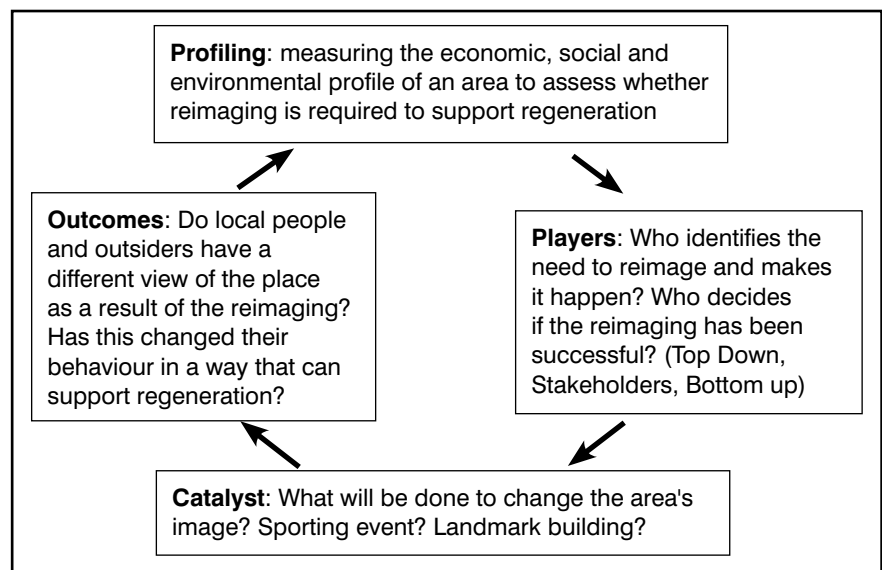 Profiling: measuring the economic, social and
environmental profile of an area to assess whether
reimaging is required to support regeneration
Players: Who identifies the
need to reimage and makes
it happen? Who decides
if the reimaging has been
successful? (Top Down,
Stakeholders, Bottom up)
Catalyst: What will be done to change the area's
image? Sporting event? Landmark building?
Outcomes: Do local people
and outsiders have a
different view of the place
as a result of the reimaging?
Has this changed their
behaviour in a way that can
support regeneration?